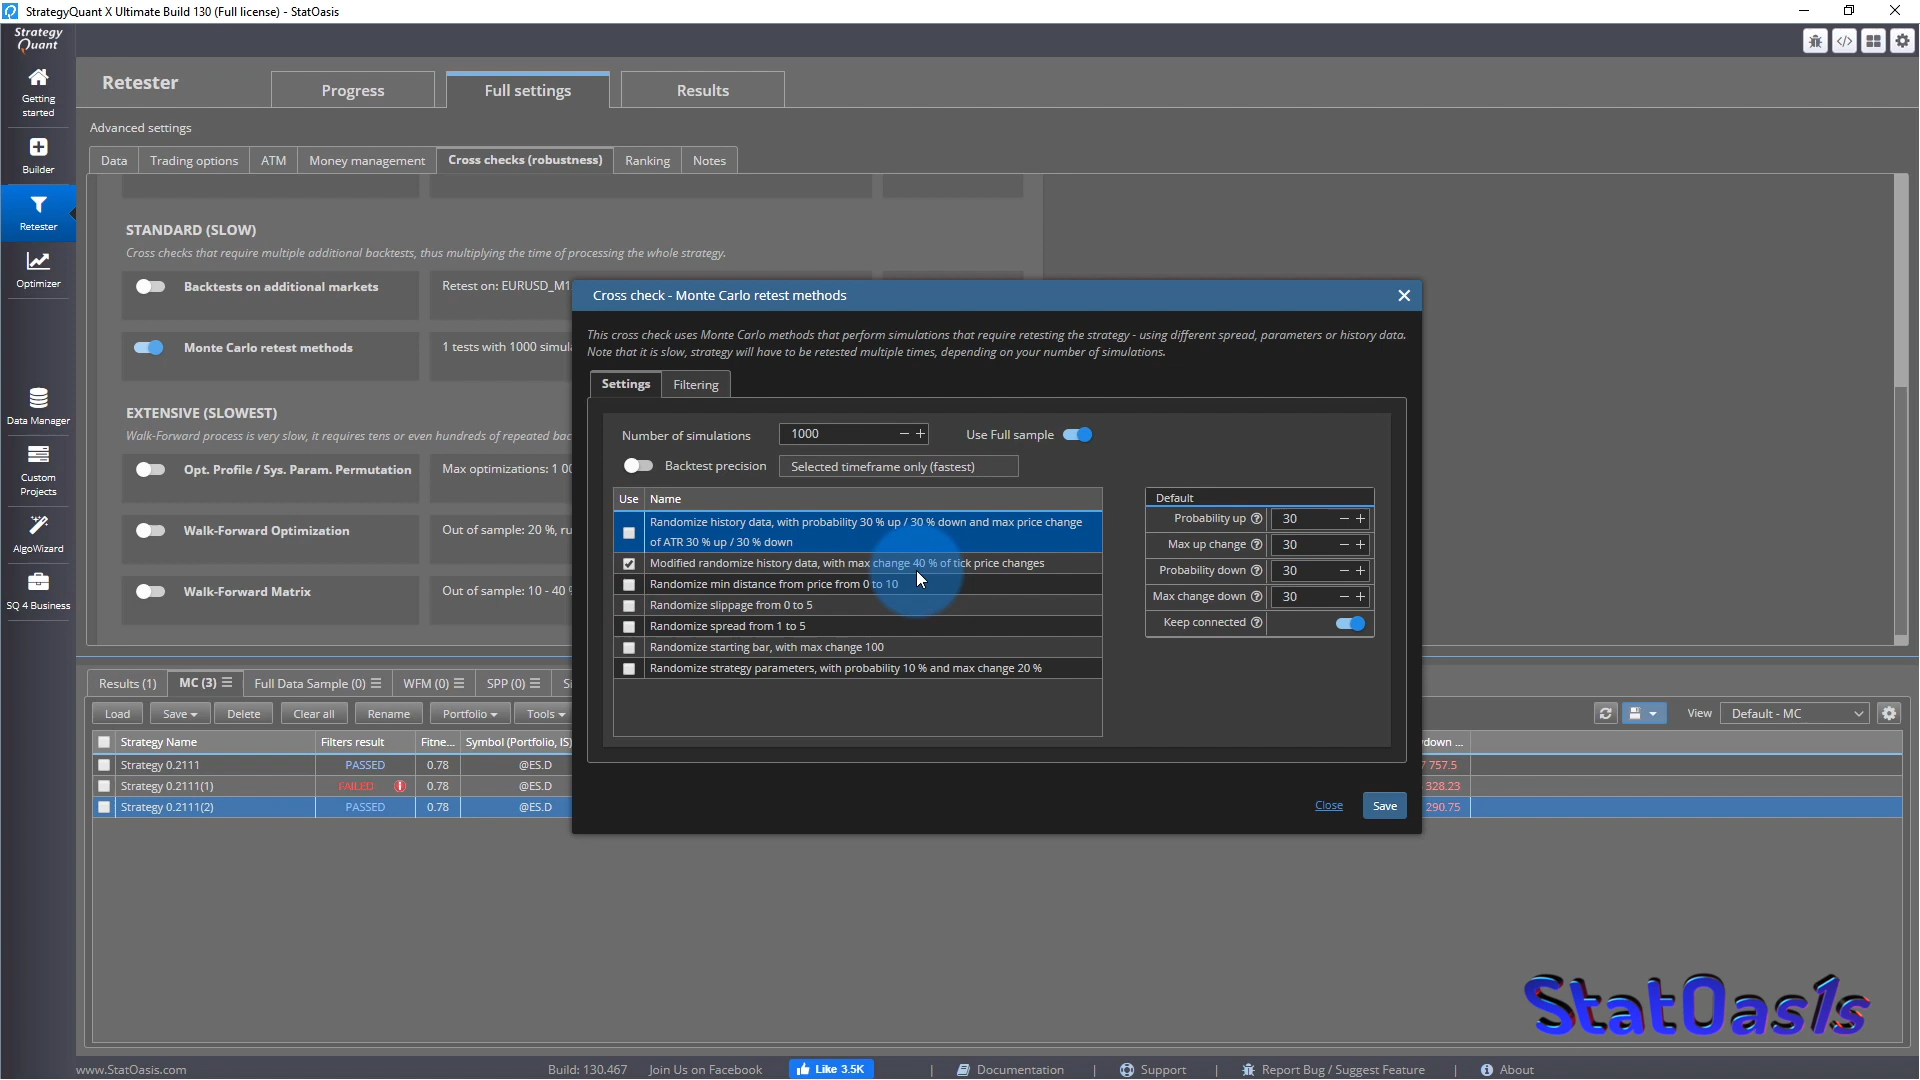 StrategyQuant X Ultimate Build 130 (Full license) - StatOasis
Strategy
Quant
Getting
started
Builder
Retester
Optimizer
Data Manager
Custom
Projects
AlgoWizard
SQ 4 Business
Retester
Progress
Full settings
Results
Advanced settings
Data
Trading options
ATM
Money management
Cross checks (robustness)
Ranking
Notes
STANDARD (SLOW)
Cross checks that require multiple additional backtests, thus multiplying the time of processing the whole strategy.
Backtests on additional markets
Retest on: EURUSD_M1
Monte Carlo retest methods
1 tests with 1000 simula
EXTENSIVE (SLOWEST)
Walk-Forward process is very slow, it requires tens or even hundreds of repeated bac
Opt. Profile / Sys. Param. Permutation
Max optimizations: 1 00
Walk-Forward Optimization
Out of sample: 20 %, ru
Walk-Forward Matrix
Out of sample: 10 - 40 %
Cross check - Monte Carlo retest methods
This cross check uses Monte Carlo methods that perform simulations that require retesting the strategy - using different spread, parameters or history data.
Note that it is slow, strategy will have to be retested multiple times, depending on your number of simulations.
Settings
Filtering
Number of simulations
1000
Use Full sample
Backtest precision
Selected timeframe only (fastest)
Use Name
Randomize history data, with probability 30 % up / 30 % down and max price change
of ATR 30 % up / 30 % down
Modified randomize history data, with max change 40 % of tick price changes
Randomize min distance from price from 0 to 10
Randomize slippage from 0 to 5
Randomize spread from 1 to 5
Randomize starting bar, with max change 100
Randomize strategy parameters, with probability 10 % and max change 20 %
Default
Probability up 30
Max up change 30
Probability down 30
Max change down 30
Keep connected
Close
Save
Results (1)
MC (3)
Full Data Sample (0)
WFM (0)
SPP (0)
Load
Save
Delete
Clear all
Rename
Portfolio
Tools
View
Default - MC
Strategy Name Filters result Fitne... Symbol (Portfolio, IS) down ...
Strategy 0.2111 PASSED 0.78 @ES.D 757.5
Strategy 0.2111(1) FAILED 0.78 @ES.D 328.23
Strategy 0.2111(2) PASSED 0.78 @ES.D 290.75
StatOas1s
www.StatOasis.com
Build: 130.467
Join Us on Facebook
Like 3.5K
Documentation
Support
Report Bug / Suggest Feature
About